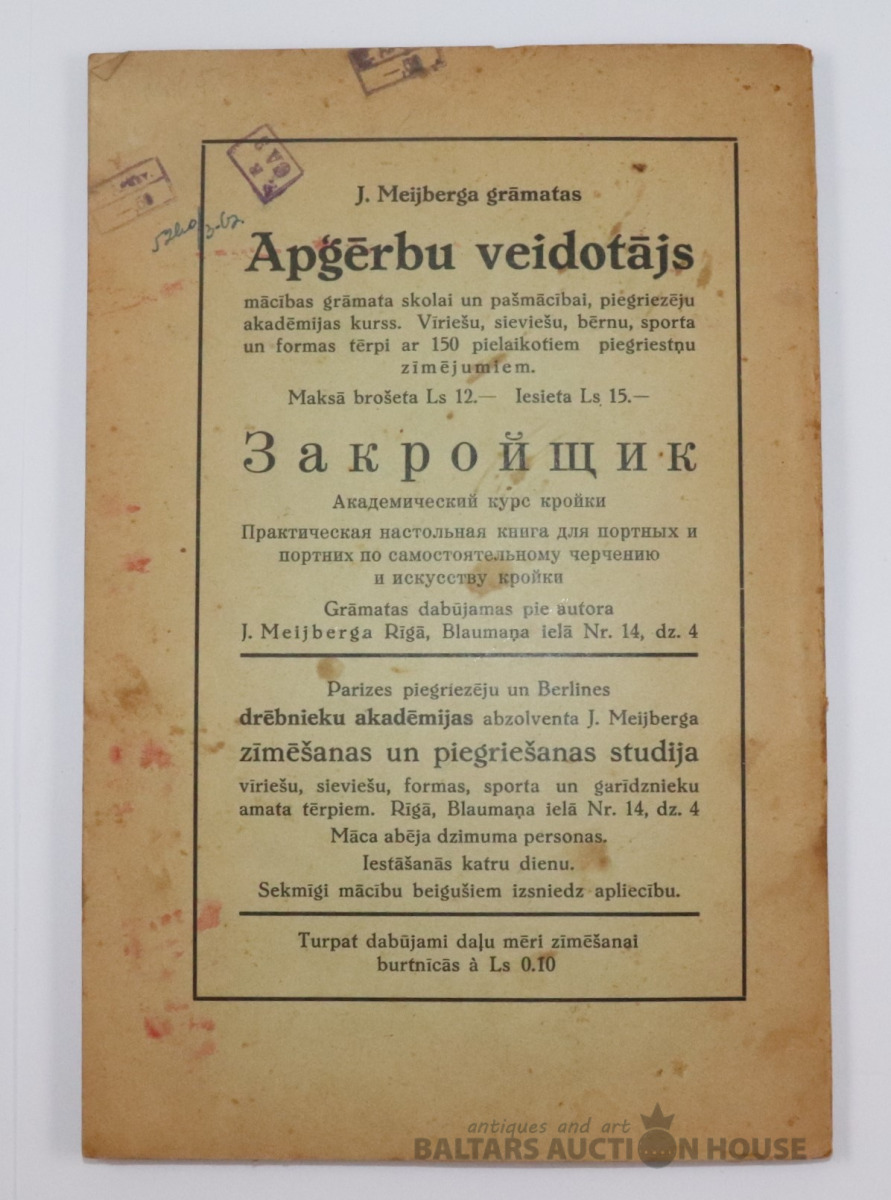 J. Meijberga grāmatas
Apģērbu veidotājs
mācības grāmata skolai un pašmācībai, piegriezēju
akadēmijas kurss. Vīriešu, sieviešu, bērnu, sporta
un formas tērpi ar 150 pielaikotiem piegriestņu
zīmējumiem.
Maksā brošeta Ls 12.— Iesieta Ls 15.—
Закройщик
Академический курс кройки
Практическая настольная книга для портных и
портних по самостоятельному черчению
и искусству кройки
Grāmatas dabūjamas pie autora
J. Meijberga Rīgā, Blaumaņa ielā Nr. 14, dz. 4
Parizes piegriezēju un Berlines
drēbnieku akadēmijas abzolventa J. Meijberga
zīmēšanas un piegriešanas studija
vīriešu, sieviešu, formas, sporta un garīdznieku
amata tērpiem. Rīgā, Blaumaņa ielā Nr. 14, dz. 4
Māca abēja dzimuma personas.
Iestāšanās katru dienu.
Sekmīgi mācību beigušiem izsniedz apliecību.
Turpat dabūjami daļu mēri zīmēšanai
burtnīcās à Ls 0.10
antiques and art
BALTARS AUCTION HOUSE